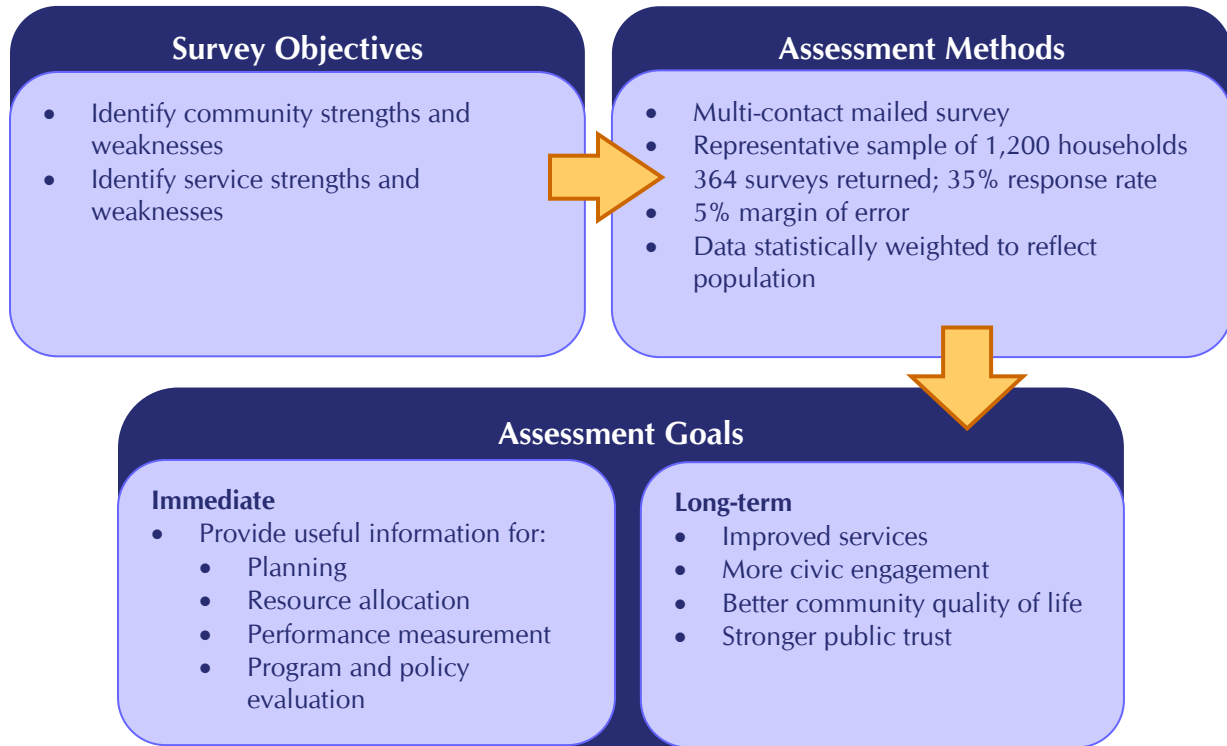 Survey Objectives
• Identify community strengths and
weaknesses
• Identify service strengths and
weaknesses
Assessment Methods
• Multi-contact mailed survey
• Representative sample of 1,200 households
364 surveys returned; 35% response rate
• 5% margin of error
• Data statistically weighted to reflect
population
Assessment Goals
Immediate
• Provide useful information for:
• Planning
• Resource allocation
• Performance measurement
• Program and policy
evaluation
Long-term
• Improved services
• More civic engagement
• Better community quality of life
• Stronger public trust